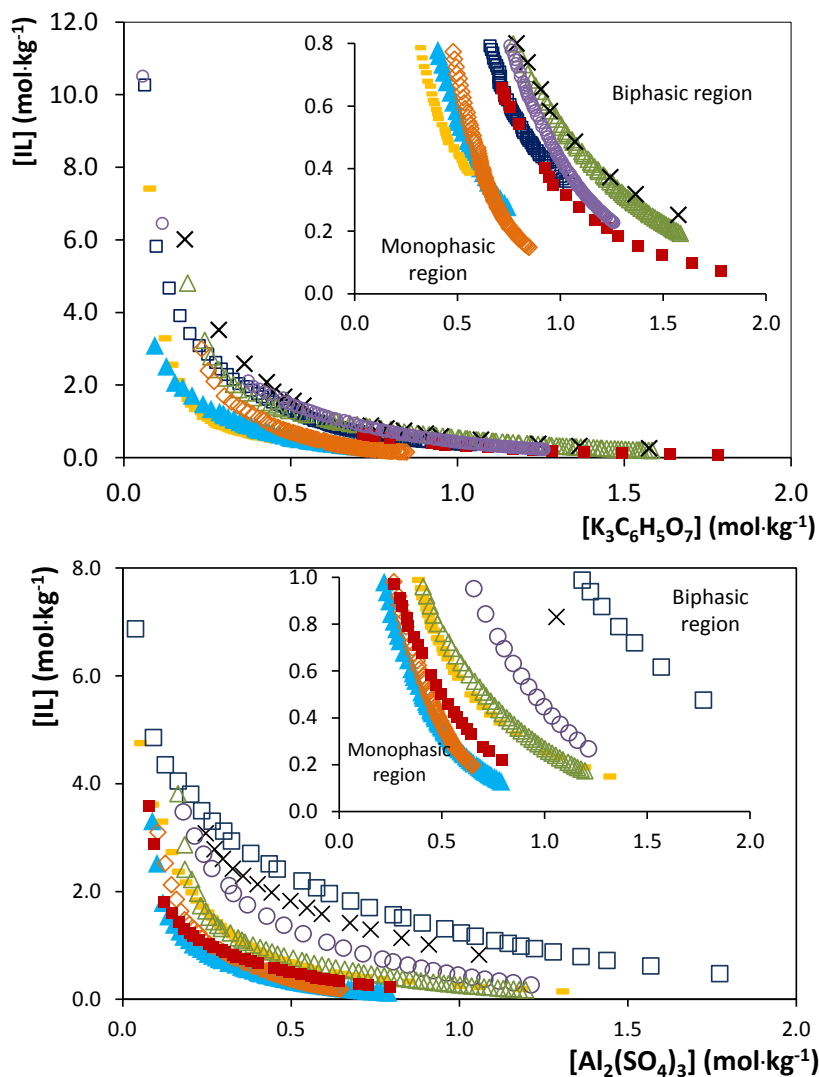 12.0
10.0
8.0
6.0
4.0
2.0
0.0
[IL] (mol·kg⁻¹)
0.0 0.5 1.0 1.5 2.0
[K₃C₆H₅O₇] (mol·kg⁻¹)
0.8
0.6
0.4
0.2
0.0
0.0 0.5 1.0 1.5 2.0
Biphasic region
Monophasic
region
8.0
6.0
4.0
2.0
0.0
[IL] (mol·kg⁻¹)
0.0 0.5 1.0 1.5 2.0
[Al₂(SO₄)₃] (mol·kg⁻¹)
1.0
0.8
0.6
0.4
0.2
0.0
0.0 0.5 1.0 1.5 2.0
Biphasic
region
Monophasic
region